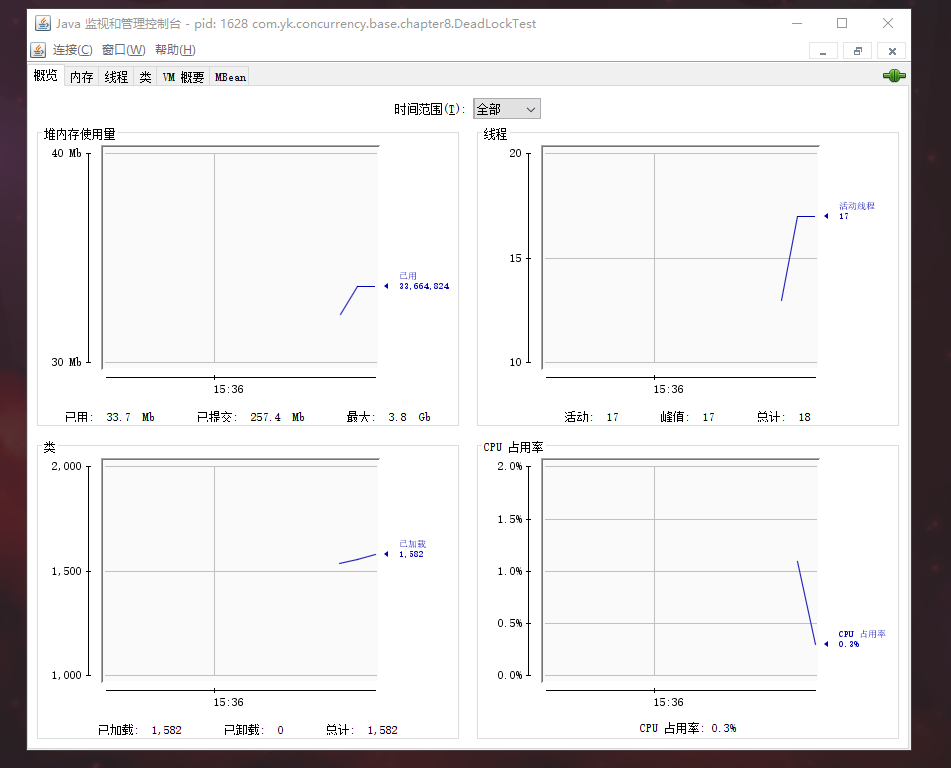 Java 监视和管理控制台 - pid: 1628 com.yk.concurrency.base.chapter8.DeadLockTest
连接(C) 窗口(W) 帮助(H)
概览 内存 线程 类 VM 概要 MBean
时间范围(I): 全部
堆内存使用量
40 Mb
30 Mb
已用
33,664,824
15:36
已用: 33.7 Mb 已提交: 257.4 Mb 最大: 3.8 Gb
线程
20
15
10
活动线程
17
15:36
活动: 17 峰值: 17 总计: 18
类
2,000
1,500
1,000
已加载
1,582
15:36
已加载: 1,582 已卸载: 0 总计: 1,582
CPU 占用率
2.0%
1.5%
1.0%
0.5%
0.0%
CPU 占用率
0.3%
15:36
CPU 占用率: 0.3%